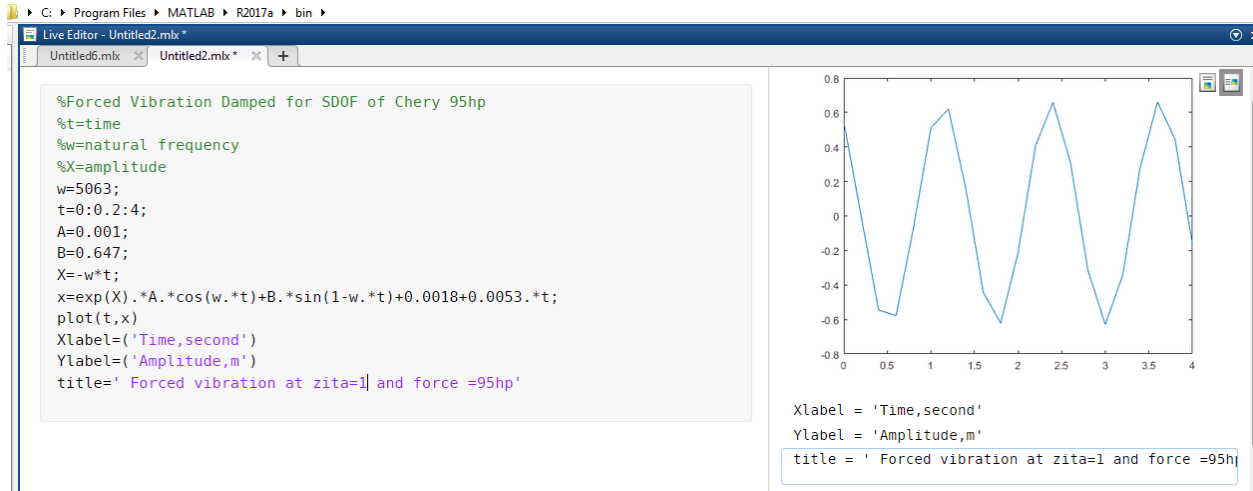 C: ▸ Program Files ▸ MATLAB ▸ R2017a ▸ bin ▸
Live Editor - Untitled2.mlx *
Untitled6.mlx Untitled2.mlx * +
%Forced Vibration Damped for SDOF of Chery 95hp
%t=time
%w=natural frequency
%X=amplitude
w=5063;
t=0:0.2:4;
A=0.001;
B=0.647;
X=-w*t;
x=exp(X).*A.*cos(w.*t)+B.*sin(1-w.*t)+0.0018+0.0053.*t;
plot(t,x)
Xlabel=('Time,second')
Ylabel=('Amplitude,m')
title=' Forced vibration at zita=1 and force =95hp'
0.8
0.6
0.4
0.2
0
-0.2
-0.4
-0.6
-0.8
0 0.5 1 1.5 2 2.5 3 3.5 4
Xlabel = 'Time,second'
Ylabel = 'Amplitude,m'
title = ' Forced vibration at zita=1 and force =95h